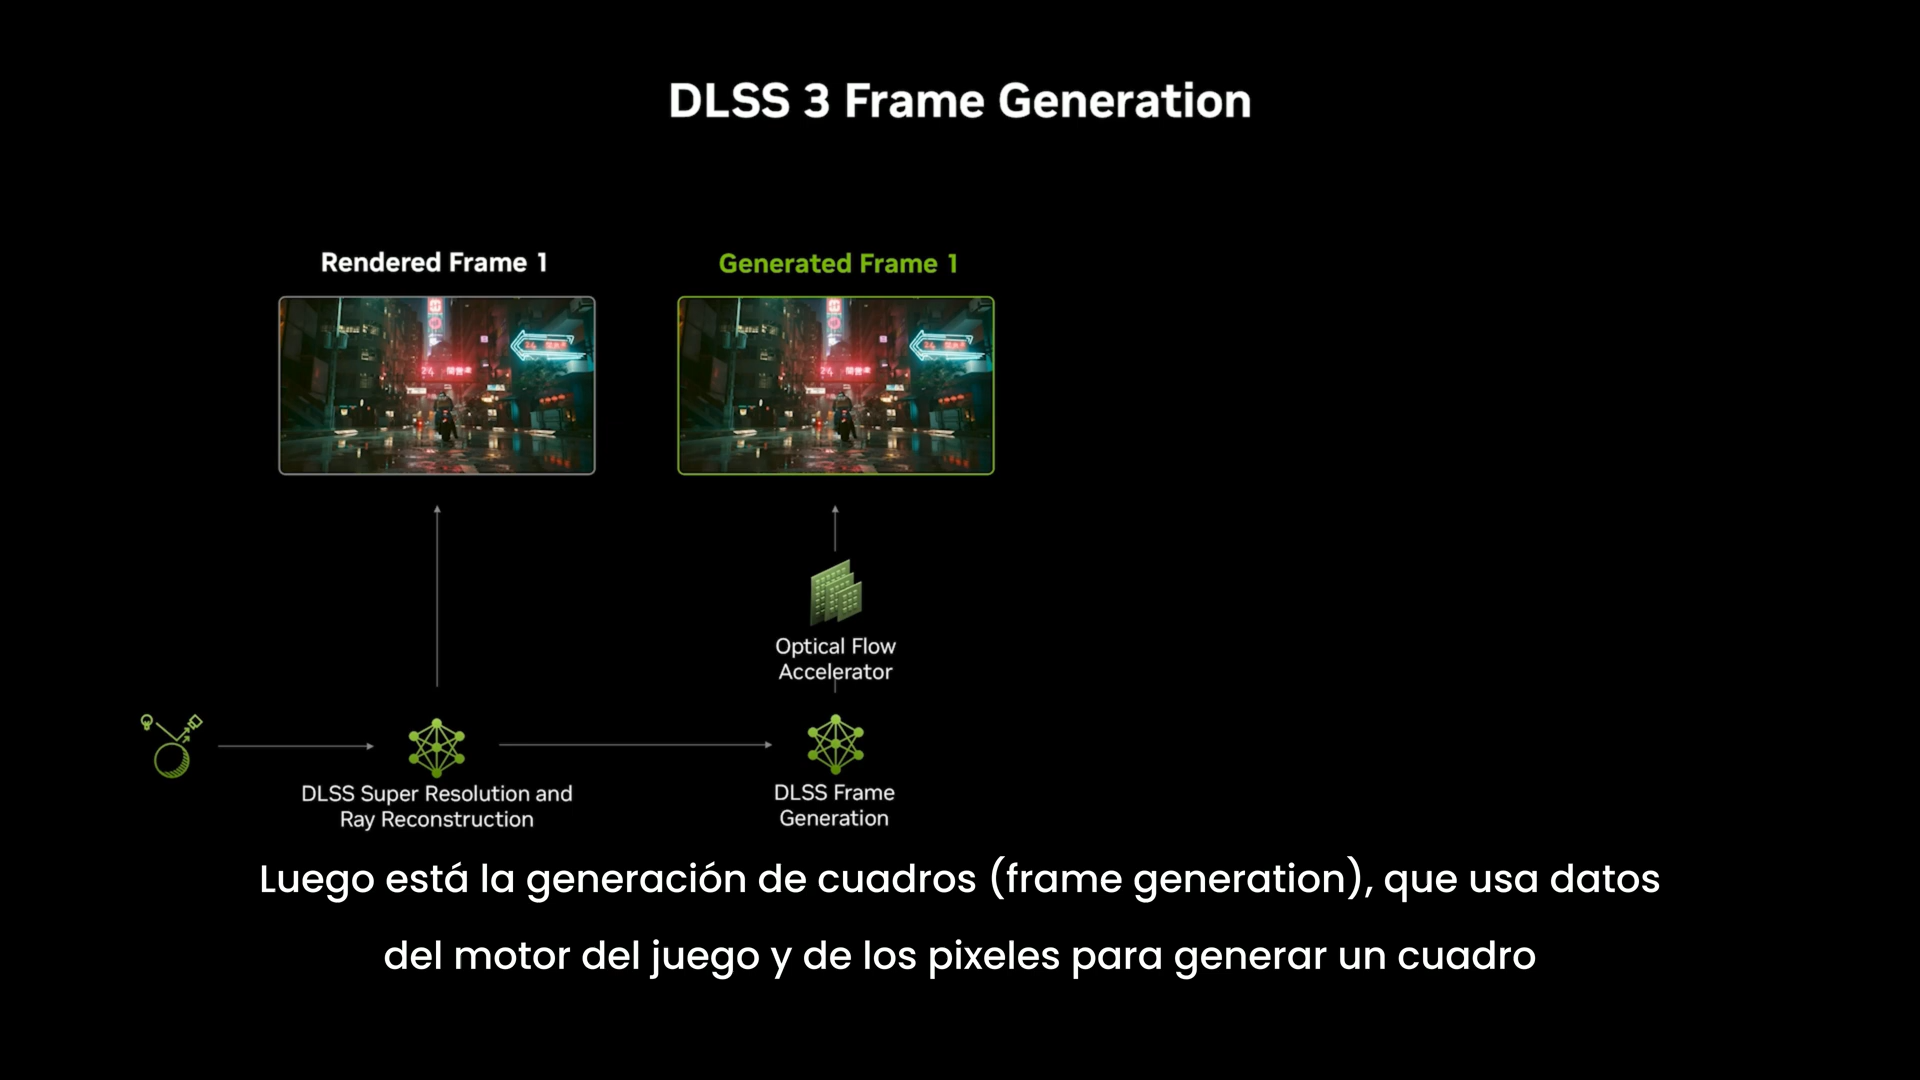 DLSS 3 Frame Generation
Rendered Frame 1
Generated Frame 1
Optical Flow
Accelerator
DLSS Super Resolution and
Ray Reconstruction
DLSS Frame
Generation
Luego está la generación de cuadros (frame generation), que usa datos
del motor del juego y de los pixeles para generar un cuadro